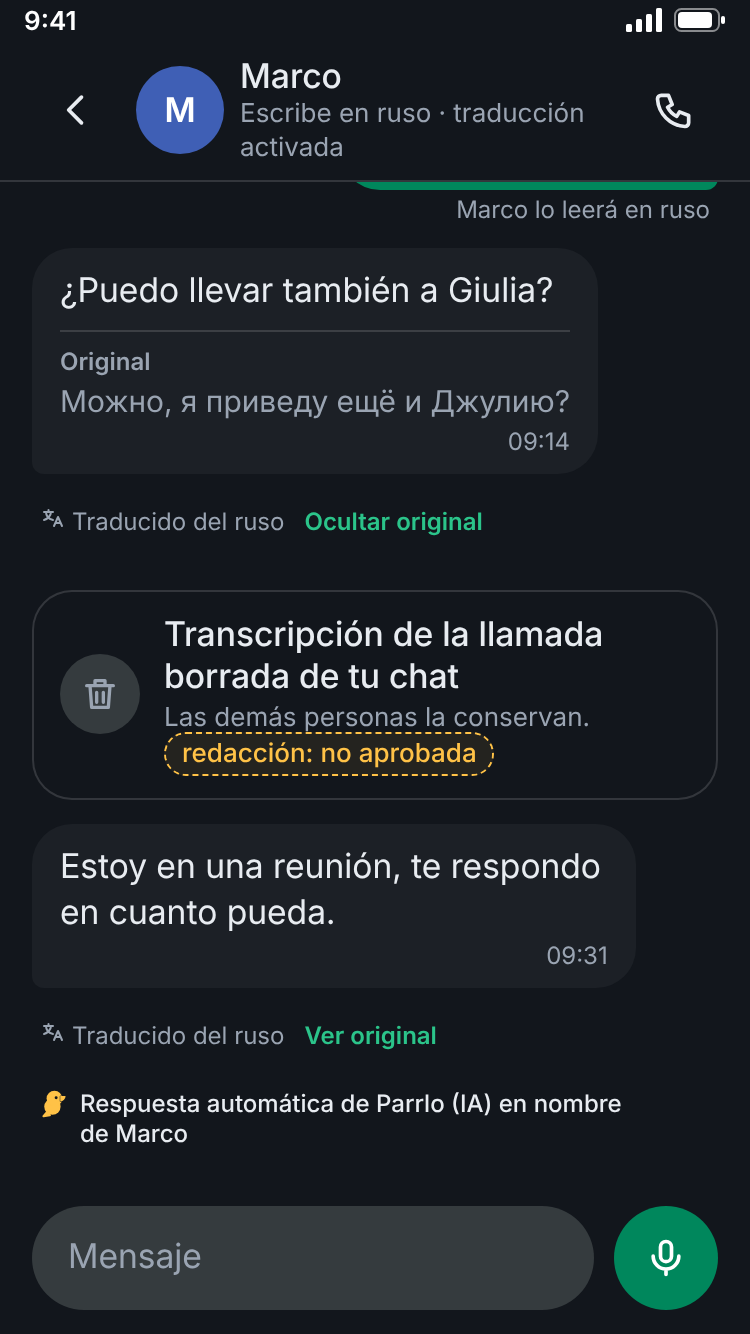 9:41
M
Marco
Escribe en ruso · traducción
activada
Marco lo leerá en ruso
¿Puedo llevar también a Giulia?
Original
Можно, я приведу ещё и Джулию?
09:14
Traducido del ruso Ocultar original
Transcripción de la llamada
borrada de tu chat
Las demás personas la conservan.
redacción: no aprobada
Estoy en una reunión, te respondo
en cuanto pueda.
09:31
Traducido del ruso Ver original
Respuesta automática de Parrlo (IA) en nombre
de Marco
Mensaje